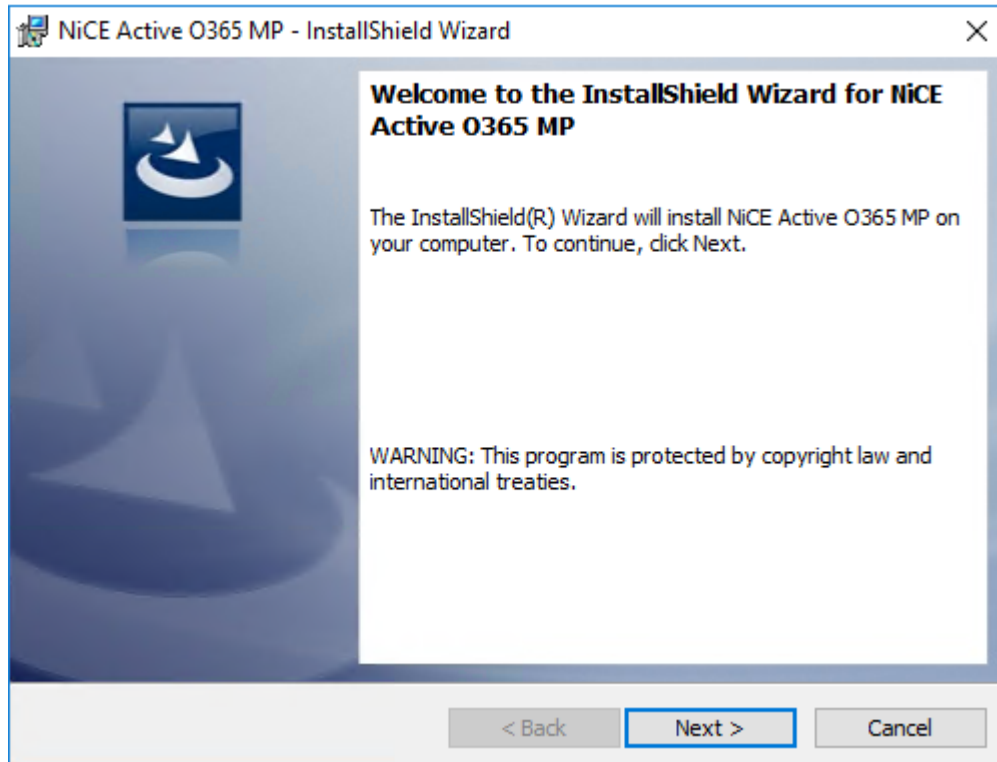 NiCE Active O365 MP - InstallShield Wizard
Welcome to the InstallShield Wizard for NiCE
Active O365 MP
The InstallShield(R) Wizard will install NiCE Active O365 MP on
your computer. To continue, click Next.
WARNING: This program is protected by copyright law and
international treaties.
< Back
Next >
Cancel